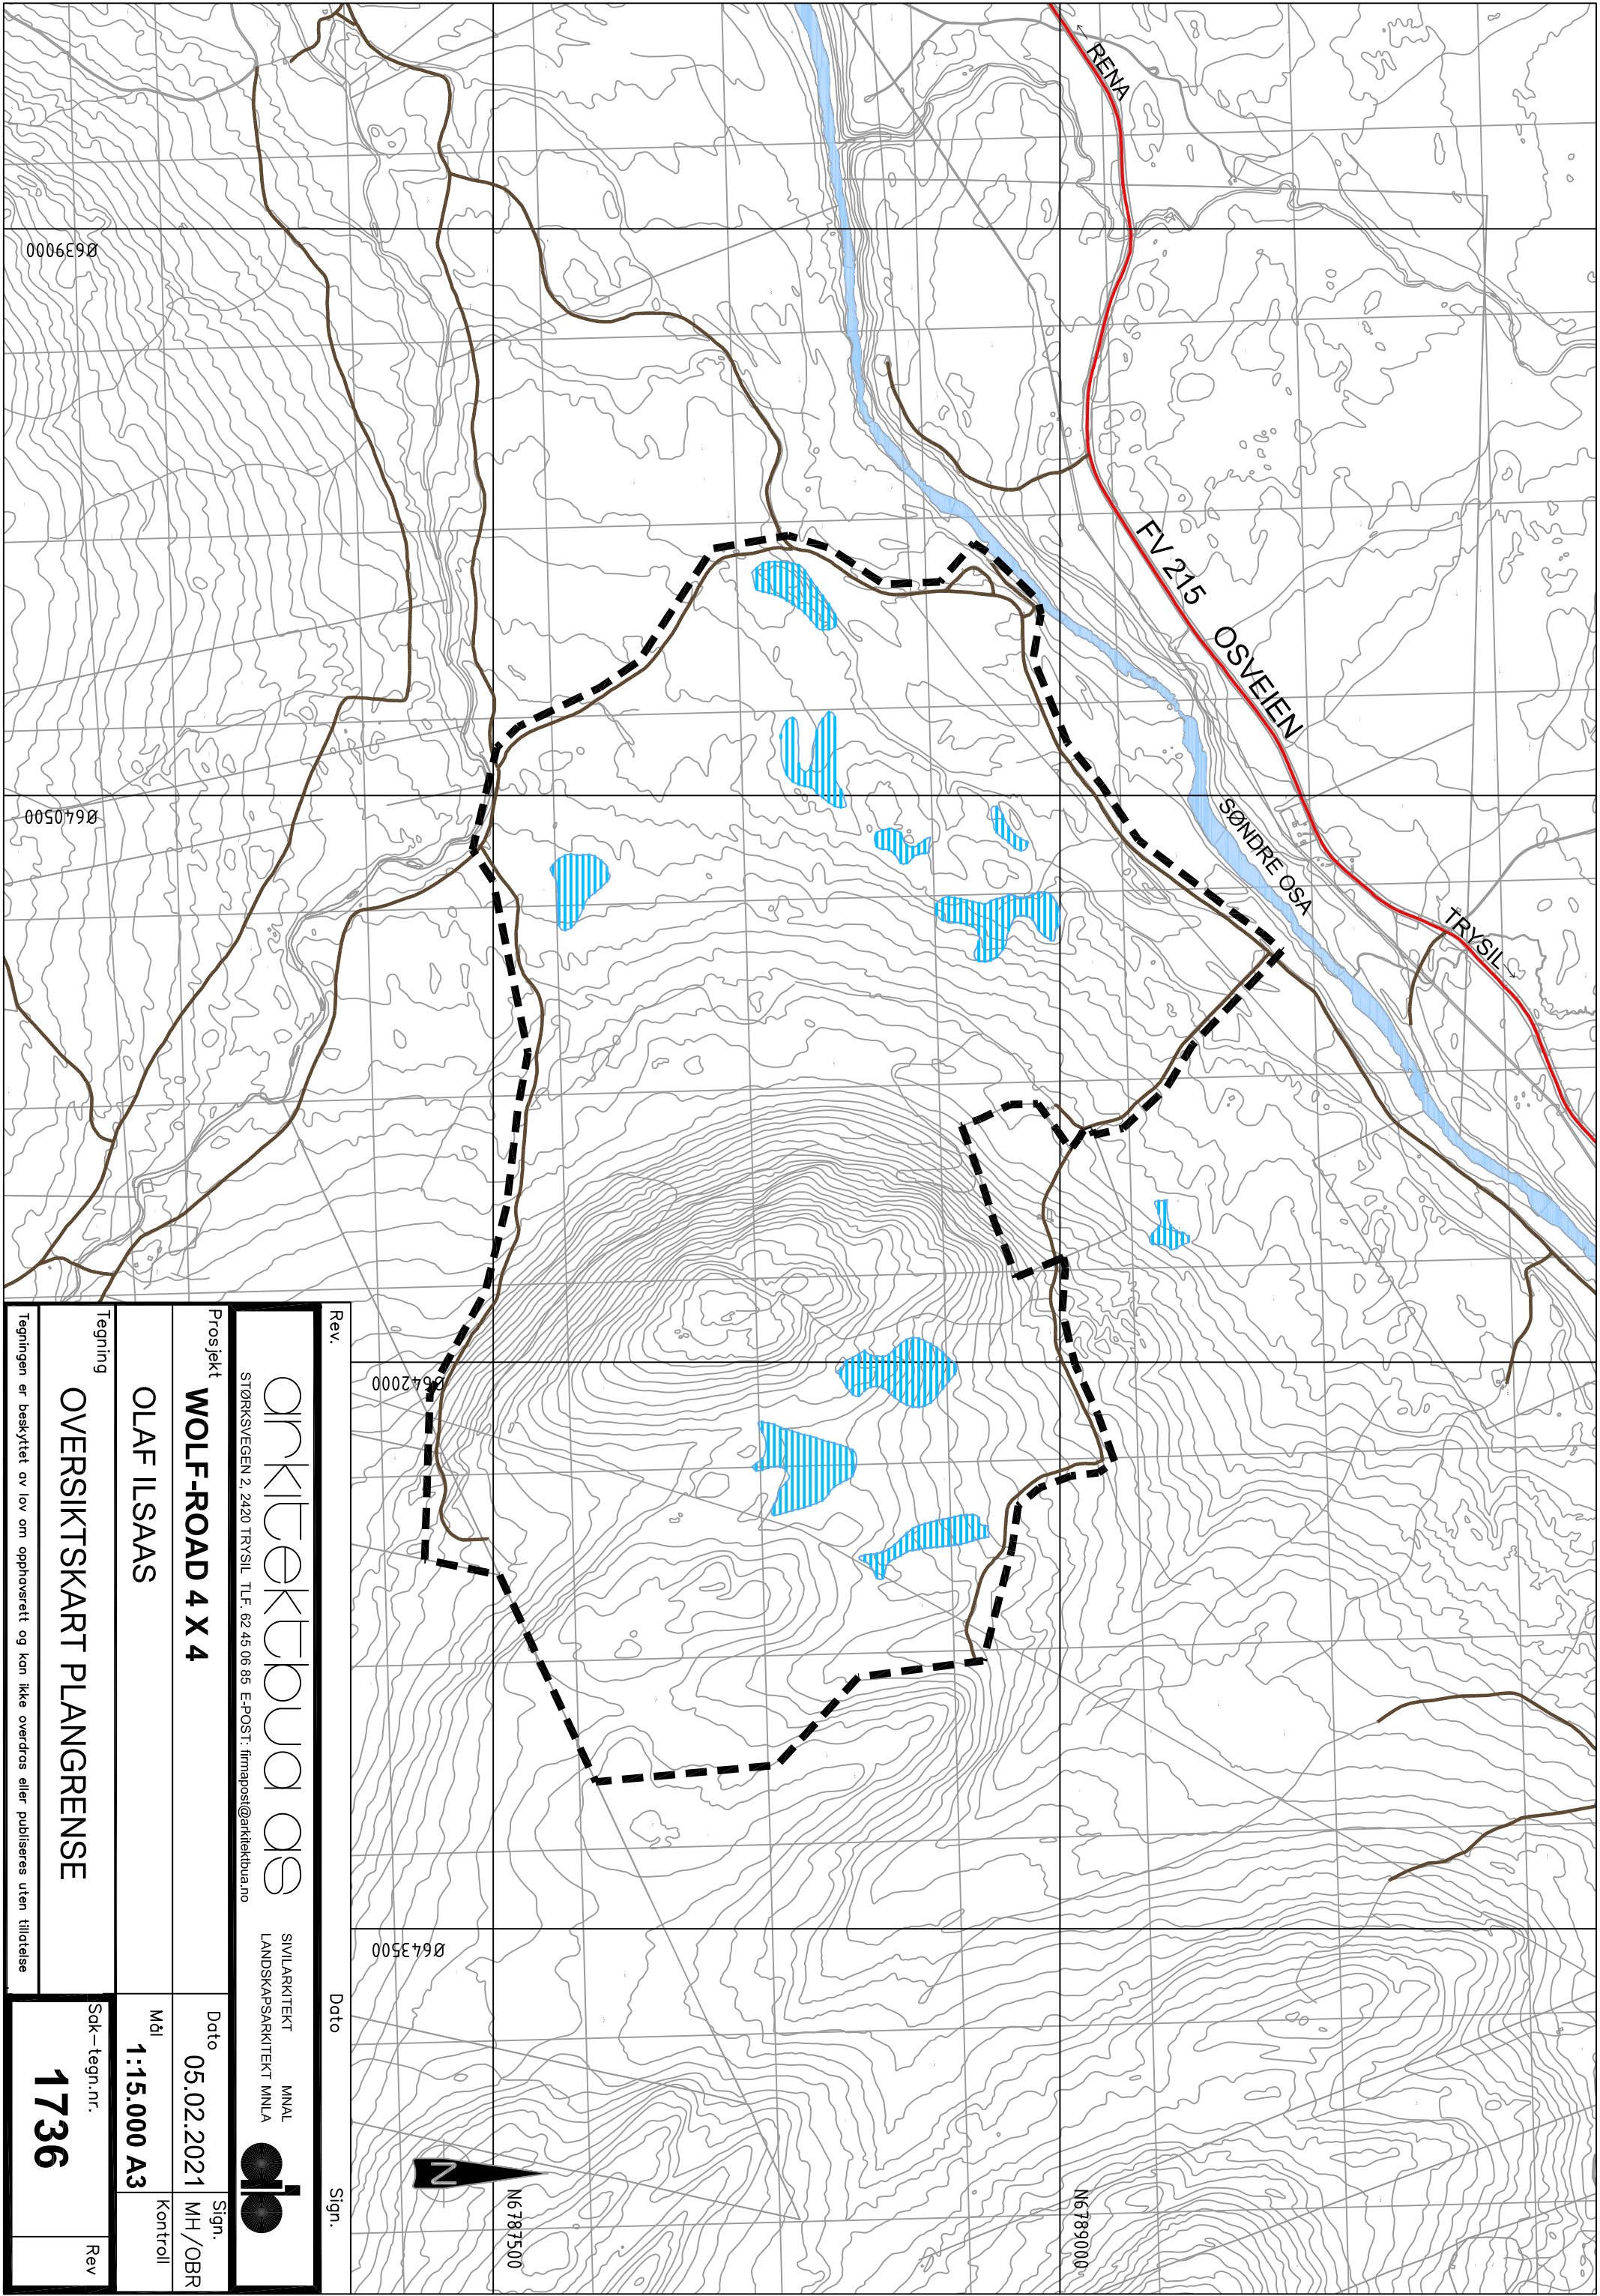 ← RENA
FV 215
OSVEIEN
SØNDRE OSA
TRYSIL →
Ø639000
Ø640500
Ø642000
Ø643500
N6787500
N6789000
N
Rev.
Dato
Sign.
arkitektbua as
SIVILARKITEKT MNAL
LANDSKAPSARKITEKT MNLA
STØRKSVEGEN 2, 2420 TRYSIL TLF. 62 45 06 85 E-POST: firmapost@arkitektbua.no
Prosjekt
WOLF-ROAD 4 X 4
OLAF ILSAAS
Dato
05.02.2021
Sign.
MH/OBR
Mål
1:15.000 A3
Kontroll
Tegning
OVERSIKTSKART PLANGRENSE
Sak-tegn.nr.
1736
Rev
Tegningen er beskyttet av lov om opphavsrett og kan ikke overdras eller publiseres uten tillatelse